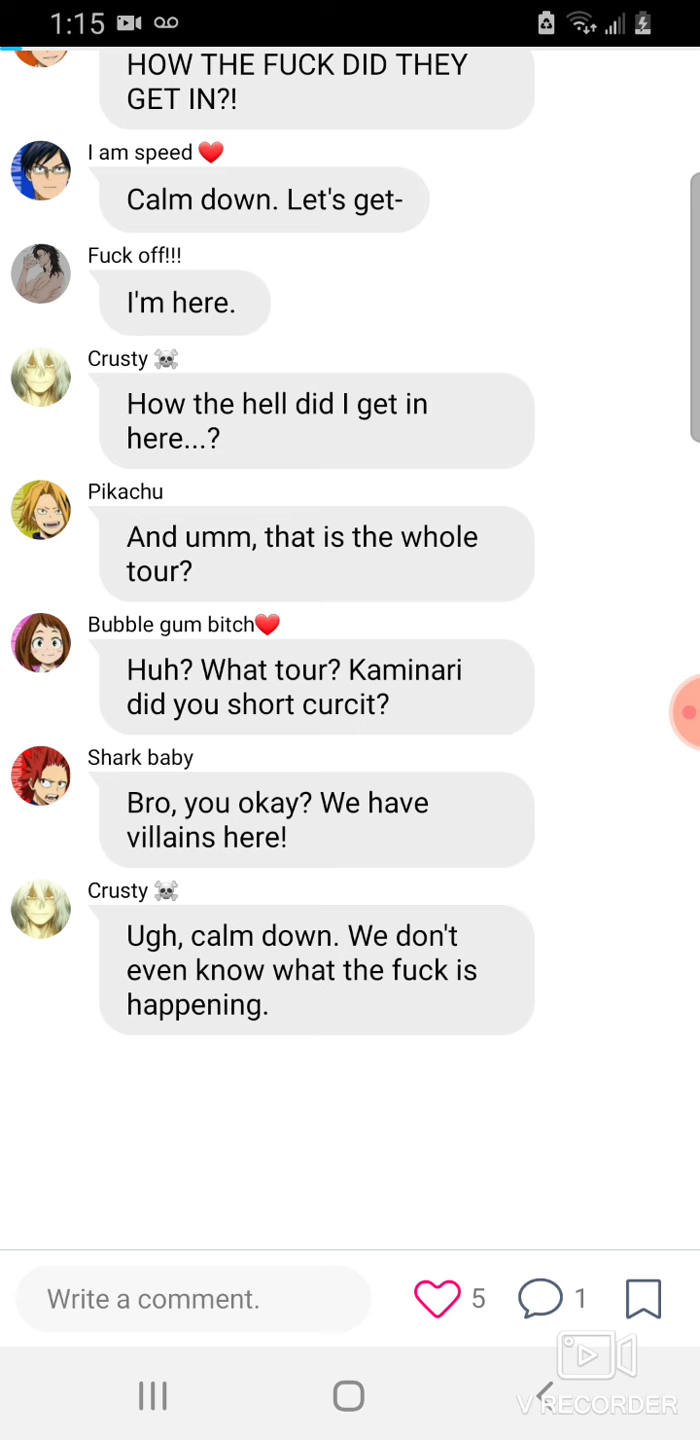 1:15
HOW THE FUCK DID THEY
GET IN?!
I am speed ❤️
Calm down. Let's get-
Fuck off!!!
I'm here.
Crusty ☠️
How the hell did I get in
here...?
Pikachu
And umm, that is the whole
tour?
Bubble gum bitch❤️
Huh? What tour? Kaminari
did you short curcit?
Shark baby
Bro, you okay? We have
villains here!
Crusty ☠️
Ugh, calm down. We don't
even know what the fuck is
happening.
Write a comment.
5
1
V RECORDER